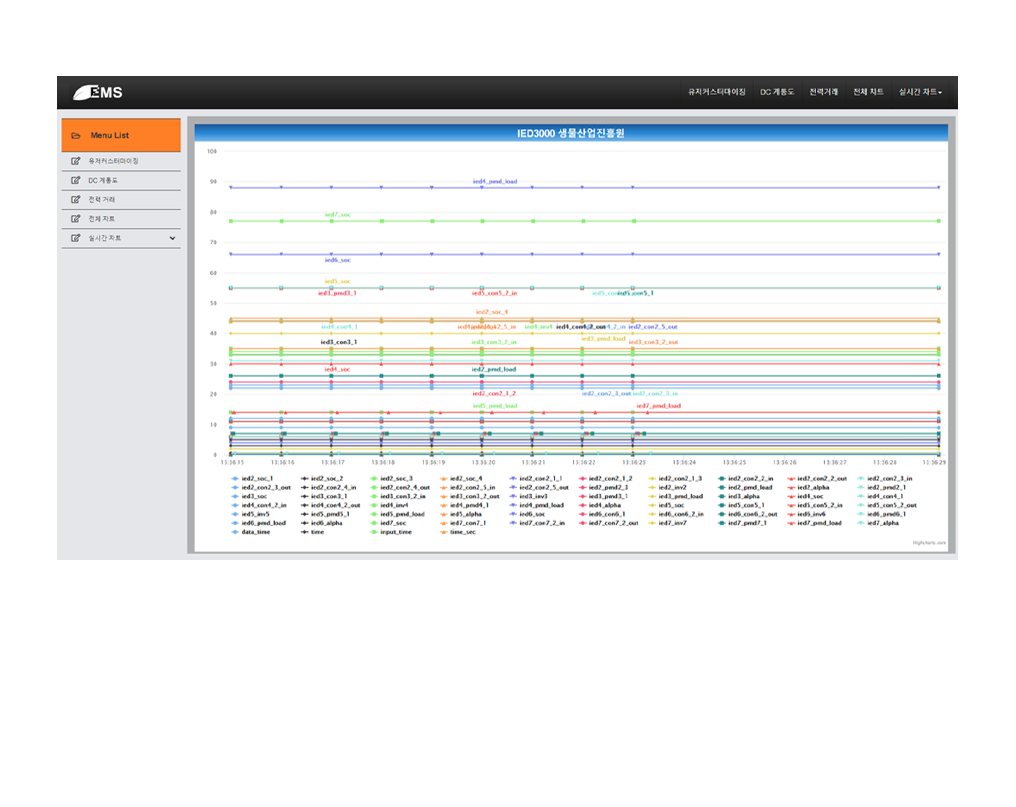 EMS
유저커스터마이징 DC 계통도 전력거래 전체 차트 실시간 차트
Menu List
유저커스터마이징
DC 계통도
전력 거래
전체 차트
실시간 차트
IED3000 생물산업진흥원
100
90
80
70
60
50
40
30
20
10
0
ied4_pmd_load
ied7_soc
ied6_soc
ied5_soc
ied3_pmd3_1 ied5_con5_2_in
ied2_soc_4
ied4_con4_1 ied4_inv4 ied2_con2_5_out
ied3_pmd_load
ied3_con3_1 ied3_con3_2_in ied3_con3_2_out
ied4_soc ied2_pmd_load
ied2_con2_1_2 ied2_con2_3_out ied2_con2_3_in
ied5_pmd_load ied7_pmd_load
13:36:15 13:36:16 13:36:17 13:36:18 13:36:19 13:36:20 13:36:21 13:36:22 13:36:23 13:36:24 13:36:25 13:36:26 13:36:27 13:36:28 13:36:29
ied2_soc_1 ied2_soc_2 ied2_soc_3 ied2_soc_4 ied2_con2_1_1 ied2_con2_1_2 ied2_con2_1_3 ied2_con2_2_in ied2_con2_2_out ied2_con2_3_in
ied2_con2_3_out ied2_con2_4_in ied2_con2_4_out ied2_con2_5_in ied2_con2_5_out ied2_pmd2_3 ied2_inv2 ied2_pmd_load ied2_alpha ied2_pmd2_1
ied3_soc ied3_con3_1 ied3_con3_2_in ied3_con3_2_out ied3_inv3 ied3_pmd3_1 ied3_pmd_load ied3_alpha ied4_soc ied4_con4_1
ied4_con4_2_in ied4_con4_2_out ied4_inv4 ied4_pmd4_1 ied4_pmd_load ied4_alpha ied5_soc ied5_con5_1 ied5_con5_2_in ied5_con5_2_out
ied5_inv5 ied5_pmd5_1 ied5_pmd_load ied5_alpha ied6_soc ied6_con6_1 ied6_con6_2_in ied6_con6_2_out ied6_inv6 ied6_pmd6_1
ied6_pmd_load ied6_alpha ied7_soc ied7_con7_1 ied7_con7_2_in ied7_con7_2_out ied7_inv7 ied7_pmd7_1 ied7_pmd_load ied7_alpha
data_time time input_time time_sec
Highcharts.com